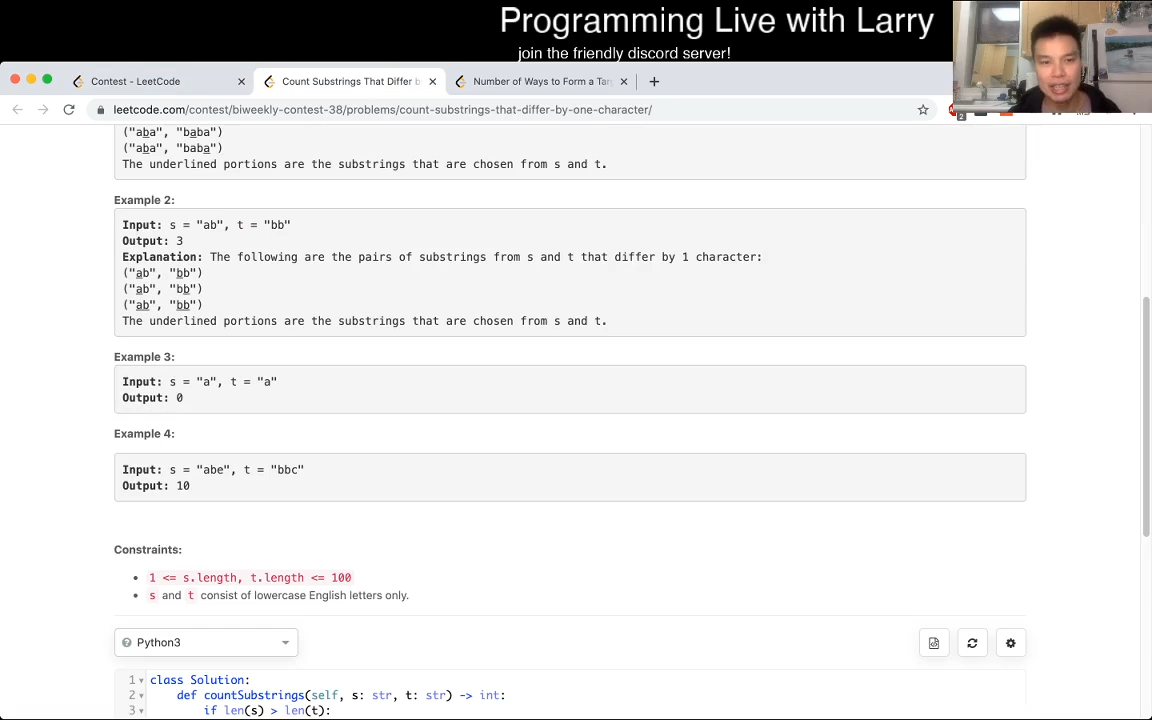 Programming Live with Larry
join the friendly discord server!
Contest - LeetCode
Count Substrings That Differ b
Number of Ways to Form a Tar
leetcode.com/contest/biweekly-contest-38/problems/count-substrings-that-differ-by-one-character/
2
("aba", "baba")
("aba", "baba")
The underlined portions are the substrings that are chosen from s and t.
Example 2:
Input: s = "ab", t = "bb"
Output: 3
Explanation: The following are the pairs of substrings from s and t that differ by 1 character:
("ab", "bb")
("ab", "bb")
("ab", "bb")
The underlined portions are the substrings that are chosen from s and t.
Example 3:
Input: s = "a", t = "a"
Output: 0
Example 4:
Input: s = "abe", t = "bbc"
Output: 10
Constraints:
1 <= s.length, t.length <= 100
s and t consist of lowercase English letters only.
Python3
1 class Solution:
2 def countSubstrings(self, s: str, t: str) -> int:
3 if len(s) > len(t):